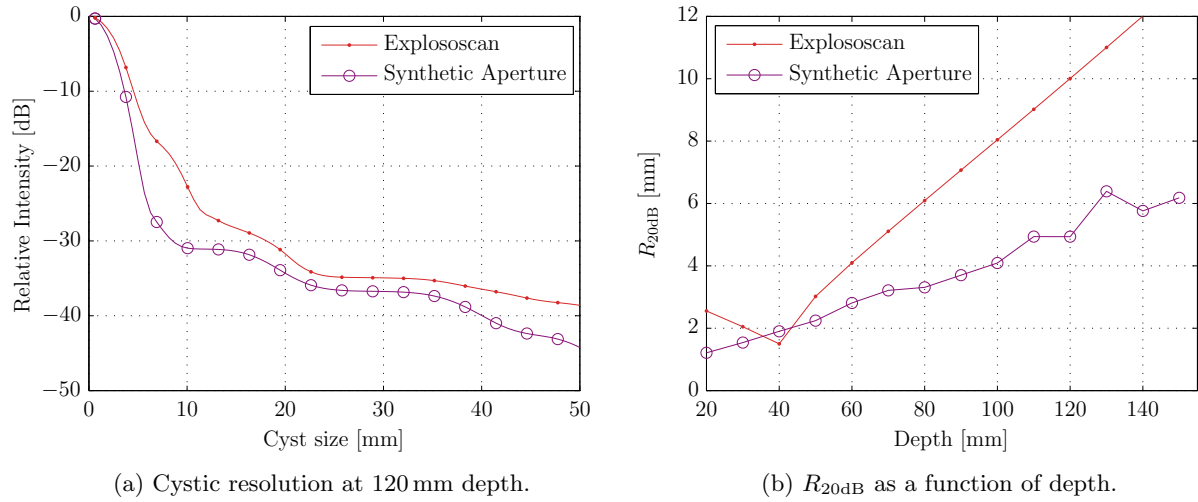 0
−10
−20
−30
−40
−50
0
10
20
30
40
50
Relative Intensity [dB]
Cyst size [mm]
Explososcan
Synthetic Aperture
(a) Cystic resolution at 120 mm depth.
12
10
8
6
4
2
0
20
40
60
80
100
120
140
R20dB [mm]
Depth [mm]
Explososcan
Synthetic Aperture
(b) R20dB as a function of depth.